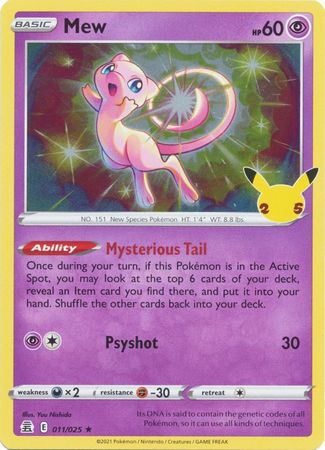 BASIC Mew HP 60
25
NO. 151 New Species Pokémon HT: 1'4" WT: 8.8 lbs.
Ability Mysterious Tail
Once during your turn, if this Pokémon is in the Active
Spot, you may look at the top 6 cards of your deck,
reveal an Item card you find there, and put it into your
hand. Shuffle the other cards back into your deck.
Psyshot 30
weakness ×2 resistance -30 retreat
Illus. Yuu Nishida
E 011/025 ★
Its DNA is said to contain the genetic codes of all
Pokémon, so it can use all kinds of techniques.
©2021 Pokémon / Nintendo / Creatures / GAME FREAK